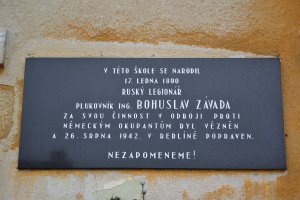 V TÉTO ŠKOLE SE NARODIL
17. LEDNA 1890
RUSKÝ LEGIONÁŘ
PLUKOVNÍK ING. BOHUSLAV ZÁVADA
ZA SVOU ČINNOST V ODBOJI PROTI
NĚMECKÝM OKUPANTŮM BYL VĚZNĚN
A 26. SRPNA 1942. V BERLÍNĚ POPRAVEN.
NEZAPOMENEME!